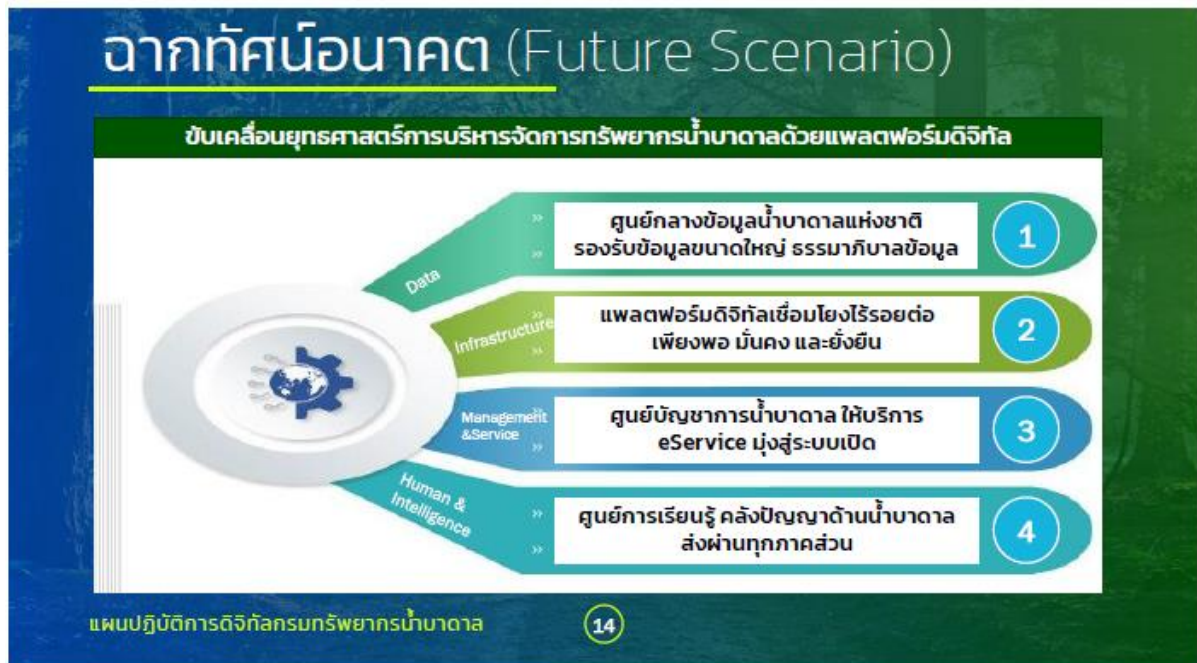 ฉากทัศน์อนาคต (Future Scenario)
ขับเคลื่อนยุทธศาสตร์การบริหารจัดการทรัพยากรน้ำบาดาลด้วยแพลตฟอร์มดิจิทัล
Data
ศูนย์กลางข้อมูลน้ำบาดาลแห่งชาติ
รองรับข้อมูลขนาดใหญ่ ธรรมาภิบาลข้อมูล
1
Infrastructure
แพลตฟอร์มดิจิทัลเชื่อมโยงไร้รอยต่อ
เพียงพอ มั่นคง และยั่งยืน
2
Management
&Service
ศูนย์บัญชาการน้ำบาดาล ให้บริการ
eService มุ่งสู่ระบบเปิด
3
Human &
Intelligence
ศูนย์การเรียนรู้ คลังปัญญาด้านน้ำบาดาล
ส่งผ่านทุกภาคส่วน
4
แผนปฏิบัติการดิจิทัลกรมทรัพยากรน้ำบาดาล
14